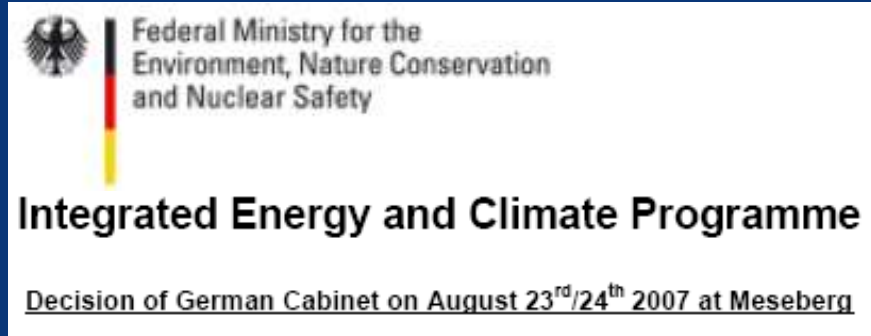 Federal Ministry for the
Environment, Nature Conservation
and Nuclear Safety
Integrated Energy and Climate Programme
Decision of German Cabinet on August 23rd/24th 2007 at Meseberg